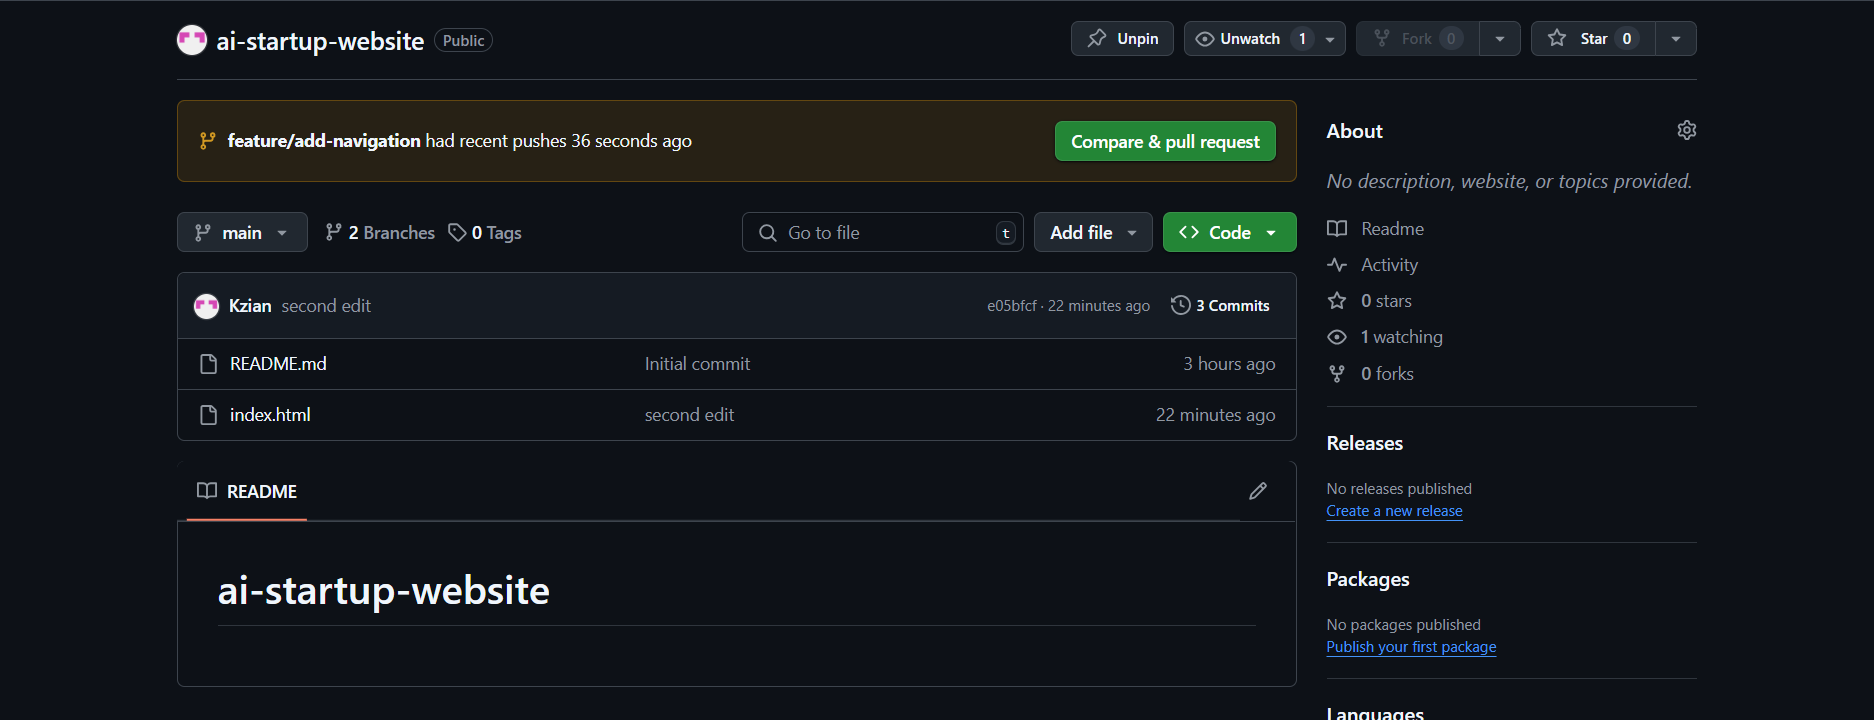 ai-startup-website Public Unpin Unwatch 1 Fork 0 Star 0
feature/add-navigation had recent pushes 36 seconds ago Compare & pull request
main 2 Branches 0 Tags Go to file t Add file Code
Kzian second edit e05bfcf · 22 minutes ago 3 Commits
README.md Initial commit 3 hours ago
index.html second edit 22 minutes ago
README
ai-startup-website
About
No description, website, or topics provided.
Readme
Activity
0 stars
1 watching
0 forks
Releases
No releases published
Create a new release
Packages
No packages published
Publish your first package
Languages